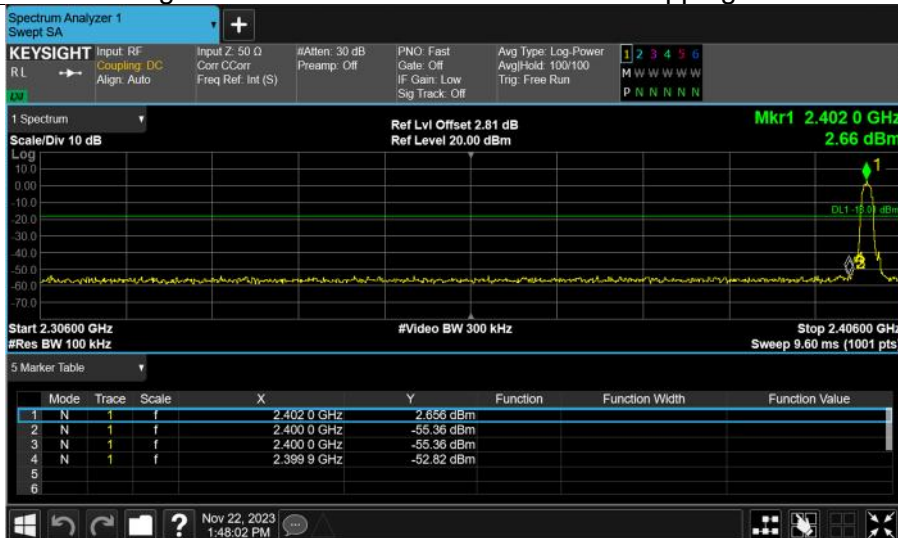 pping
Spectrum Analyzer 1
Swept SA
+
KEYSIGHT Input: RF Input Z: 50 Ω #Atten: 30 dB PNO: Fast Avg Type: Log-Power 1 2 3 4 5 6
RL Coupling: DC Corr CCorr Preamp: Off Gate: Off Avg|Hold: 100/100 M W W W W W
Align: Auto Freq Ref: Int (S) IF Gain: Low Trig: Free Run
Sig Track: Off P N N N N N
1 Spectrum
Ref Lvl Offset 2.81 dB Mkr1 2.402 0 GHz
Scale/Div 10 dB Ref Level 20.00 dBm 2.66 dBm
Log
10.0
1
0.00
-10.0
-20.0
-30.0
-40.0
-50.0
-60.0
-70.0
Start 2.30600 GHz #Video BW 300 kHz Stop 2.40600 GHz
#Res BW 100 kHz Sweep 9.60 ms (1001 pts)
5 Marker Table
Mode Trace Scale X Y Function Function Width Function Value
1 N 1 f 2.402 0 GHz 2.656 dBm
2 N 1 f 2.400 0 GHz -55.36 dBm
3 N 1 f 2.400 0 GHz -55.36 dBm
4 N 1 f 2.399 9 GHz -52.82 dBm
5
6
? Nov 22, 2023
1:48:02 PM